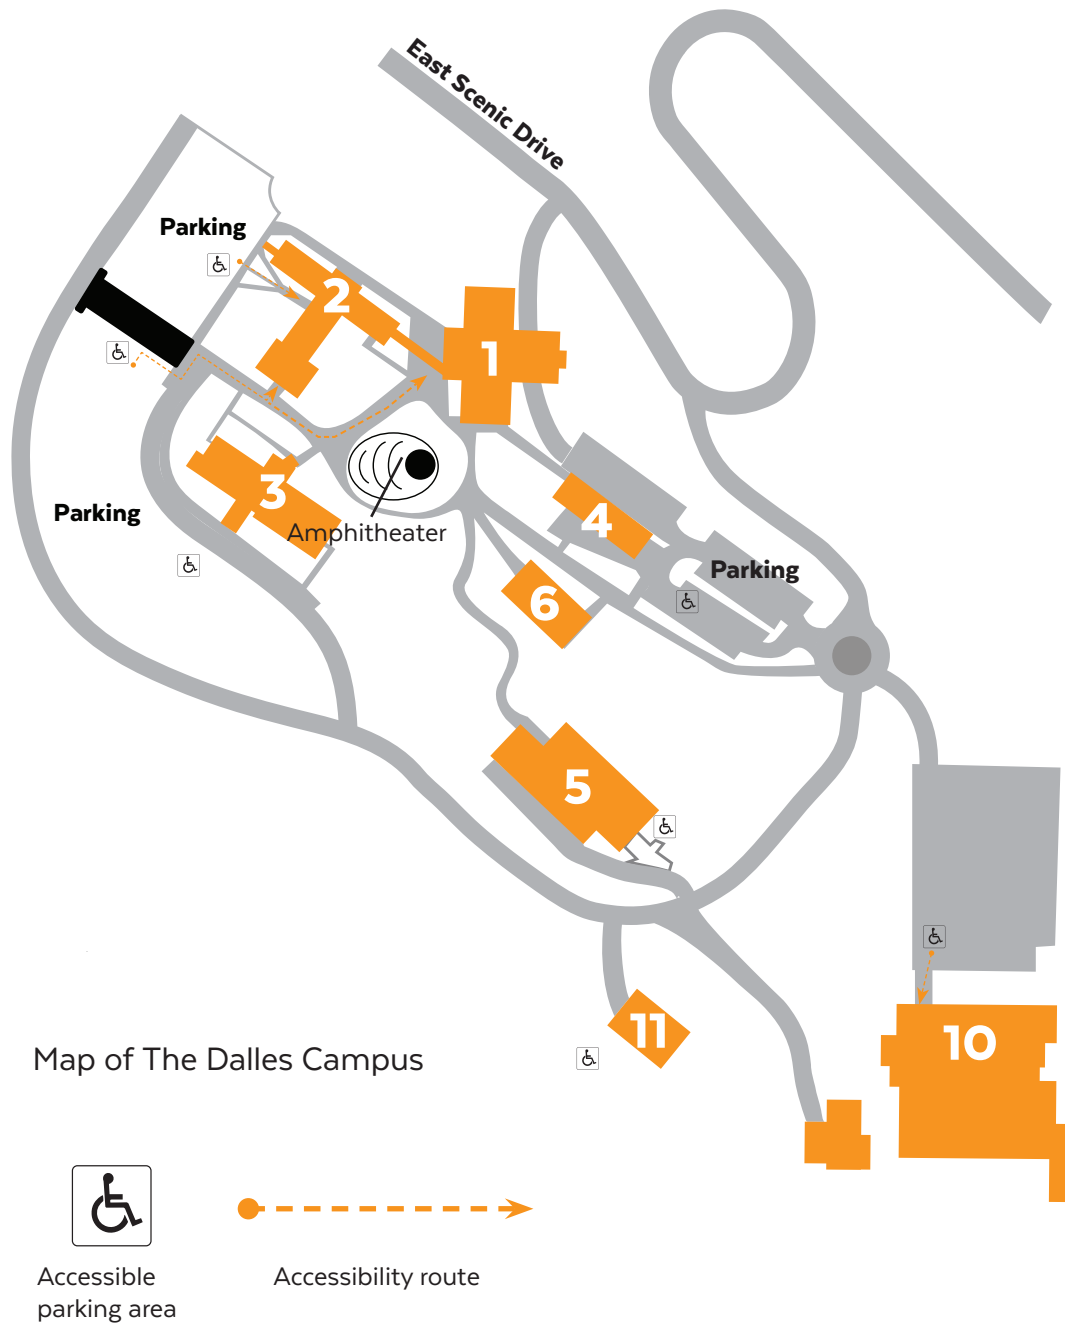 East Scenic Drive
Parking
2
1
3
Amphitheater
Parking
4
Parking
6
5
11
10
Map of The Dalles Campus
Accessible
parking area
Accessibility route